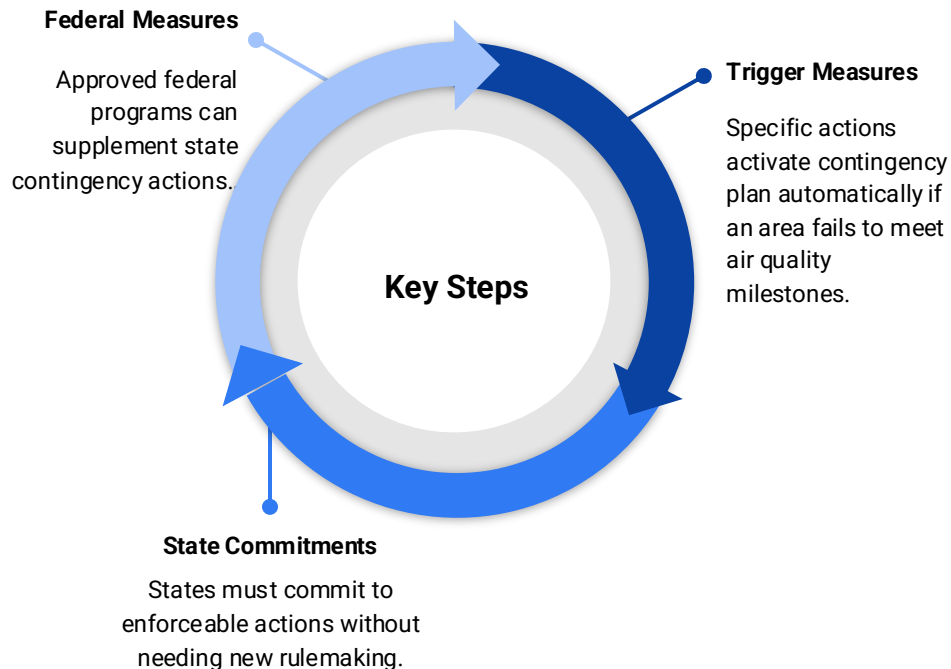 Federal Measures
Approved federal
programs can
supplement state
contingency actions..
Trigger Measures
Specific actions
activate contingency
plan automatically if
an area fails to meet
air quality
milestones.
Key Steps
State Commitments
States must commit to
enforceable actions without
needing new rulemaking.